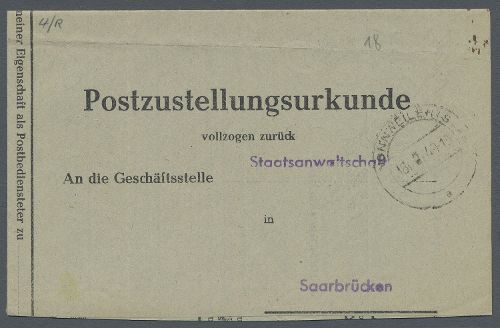 4/R
18
meiner Eigenschaft als Postbediensteter zu
Postzustellungsurkunde
vollzogen zurück
Staatsanwaltschaft
An die Geschäftsstelle
in
Saarbrücken